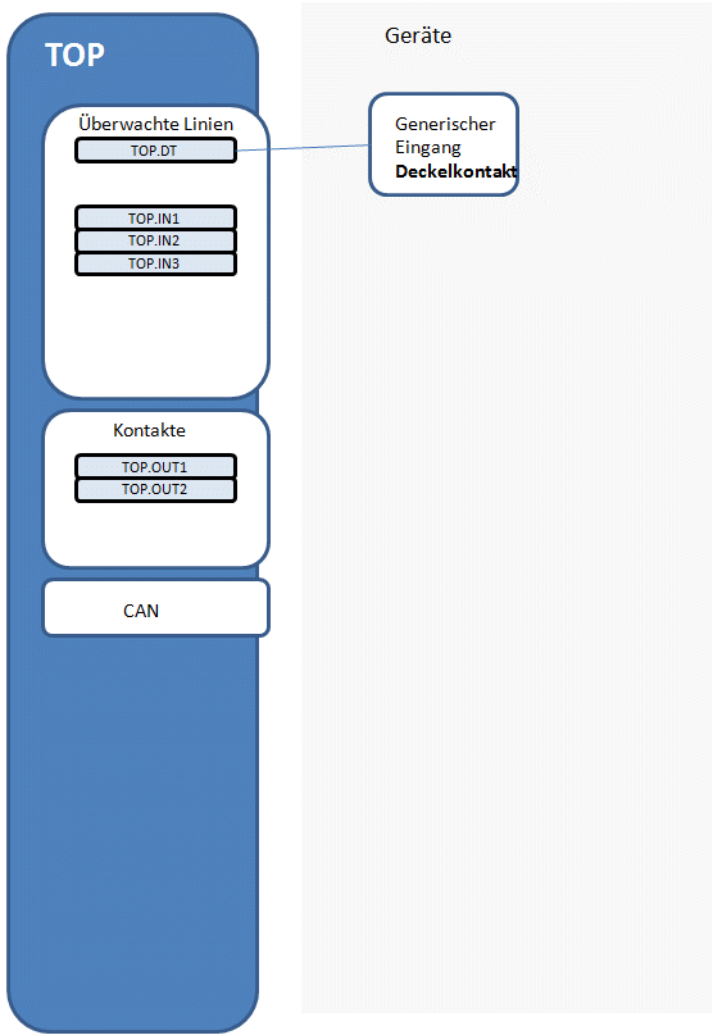 TOP
Geräte
Überwachte Linien
TOP.DT
Generischer
Eingang
Deckelkontakt
TOP.IN1
TOP.IN2
TOP.IN3
Kontakte
TOP.OUT1
TOP.OUT2
CAN